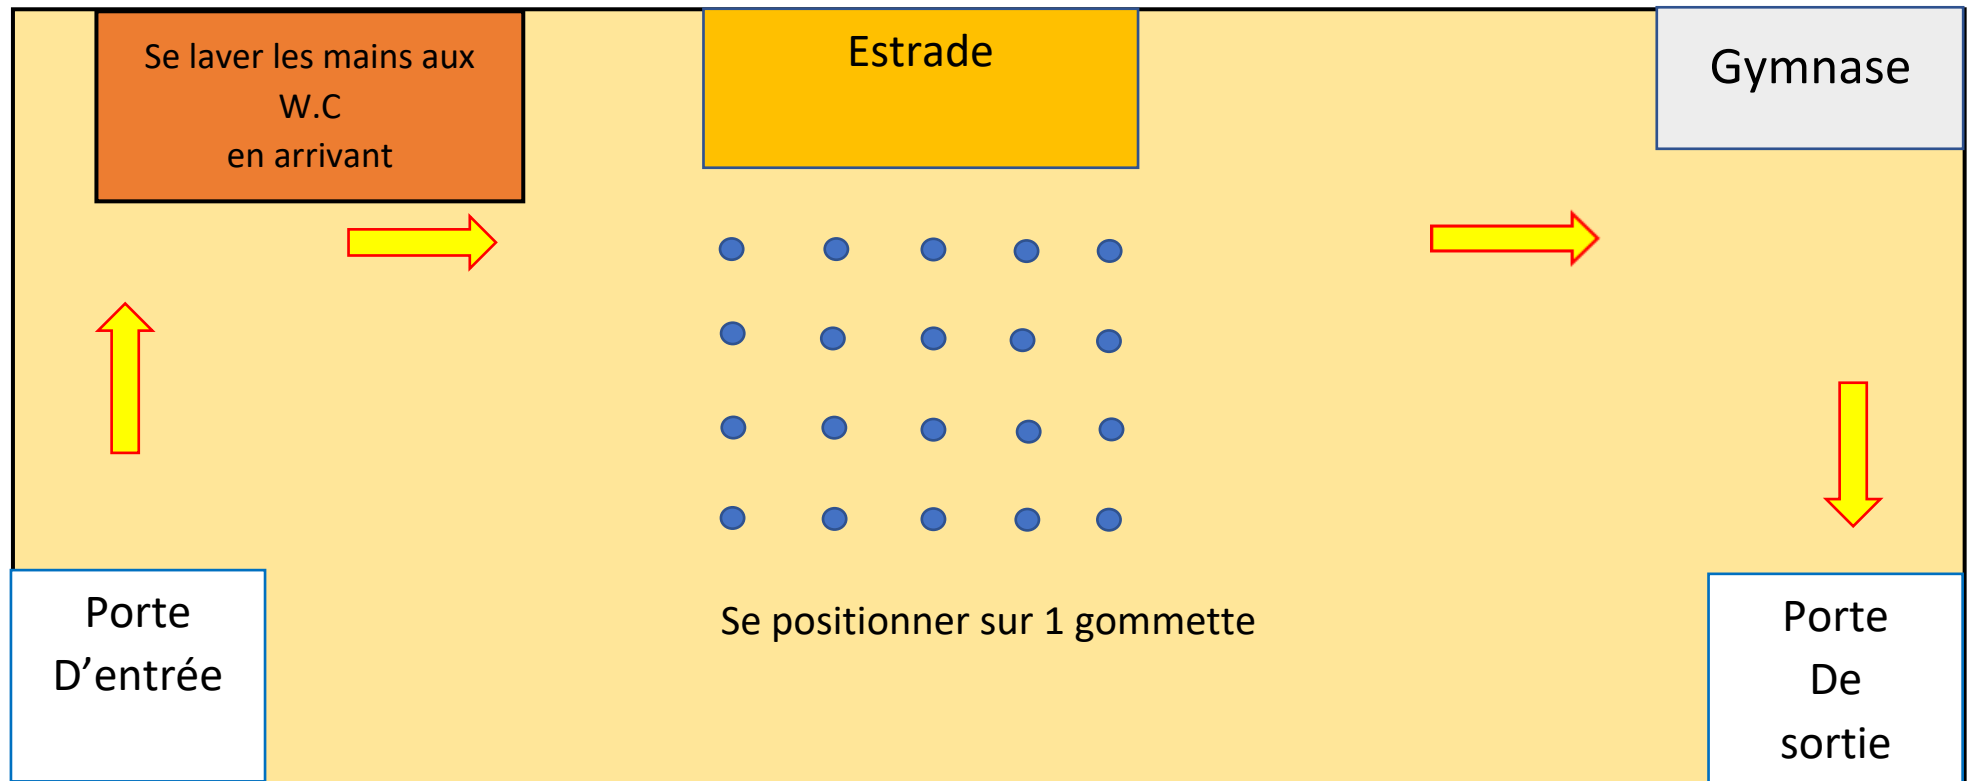 Se laver les mains aux
W.C
en arrivant
Estrade
Gymnase
Porte
D’entrée
Se positionner sur 1 gommette
Porte
De
sortie